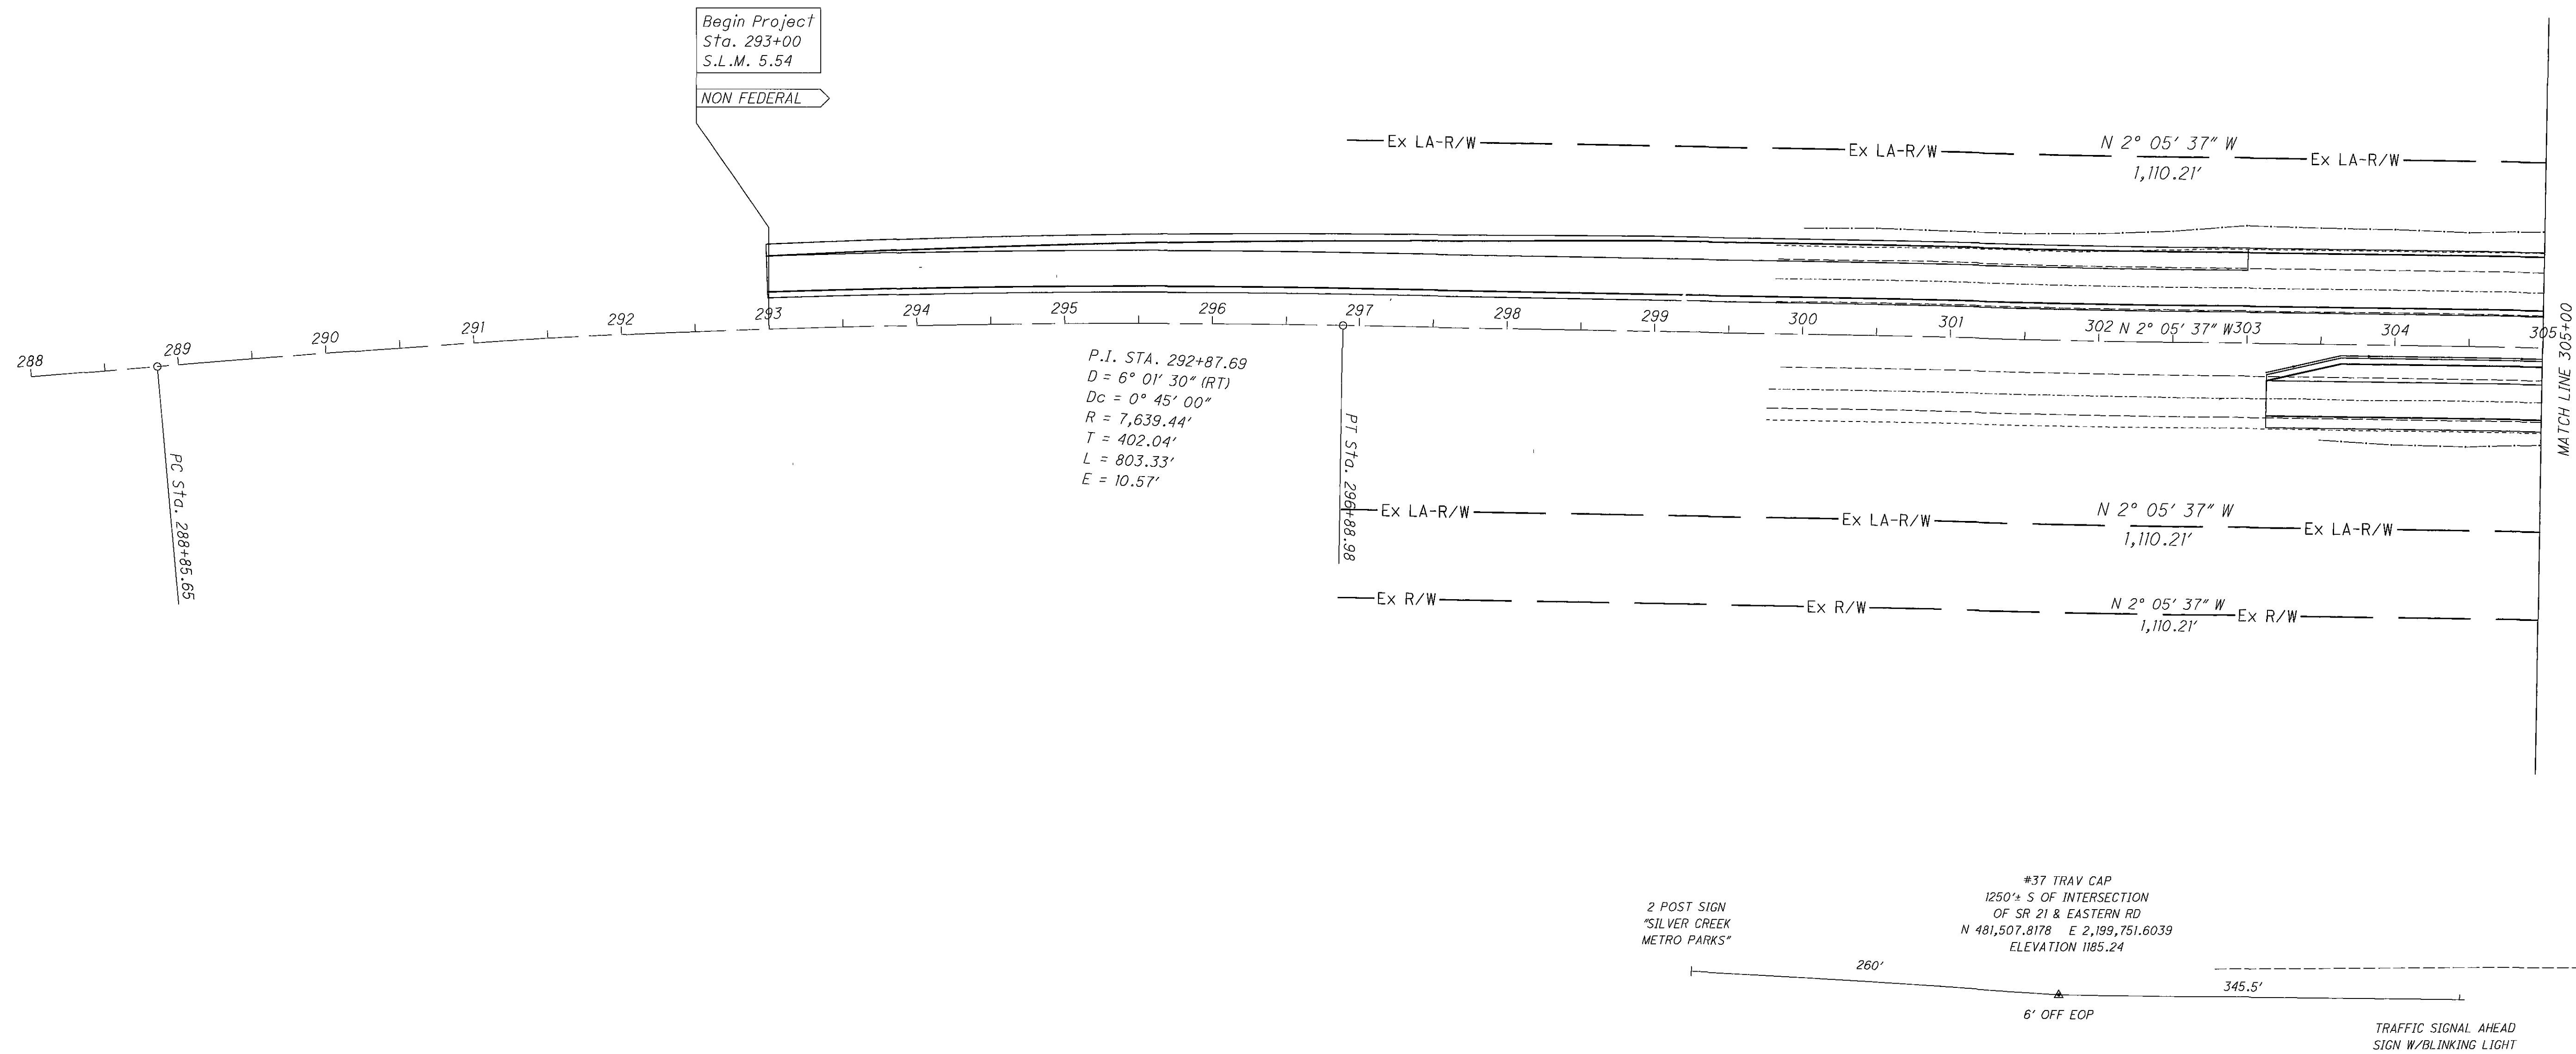 Begin Project
Sta. 293+00
S.L.M. 5.54
NON FEDERAL
Ex LA-R/W
Ex LA-R/W
N 2° 05' 37" W
1,110.21'
Ex LA-R/W
288
289
290
291
292
293
294
295
296
297
298
299
300
301
302
N 2° 05' 37" W
303
304
305
MATCH LINE 305+00
P.I. STA. 292+87.69
D = 6° 01' 30" (RT)
Dc = 0° 45' 00"
R = 7,639.44'
T = 402.04'
L = 803.33'
E = 10.57'
PC Sta. 288+85.65
PT Sta. 296+88.98
Ex LA-R/W
Ex LA-R/W
N 2° 05' 37" W
1,110.21'
Ex LA-R/W
Ex R/W
Ex R/W
N 2° 05' 37" W
1,110.21'
Ex R/W
2 POST SIGN
"SILVER CREEK
METRO PARKS"
#37 TRAV CAP
1250'± S OF INTERSECTION
OF SR 21 & EASTERN RD
N 481,507.8178 E 2,199,751.6039
ELEVATION 1185.24
260'
345.5'
6' OFF EOP
TRAFFIC SIGNAL AHEAD
SIGN W/BLINKING LIGHT